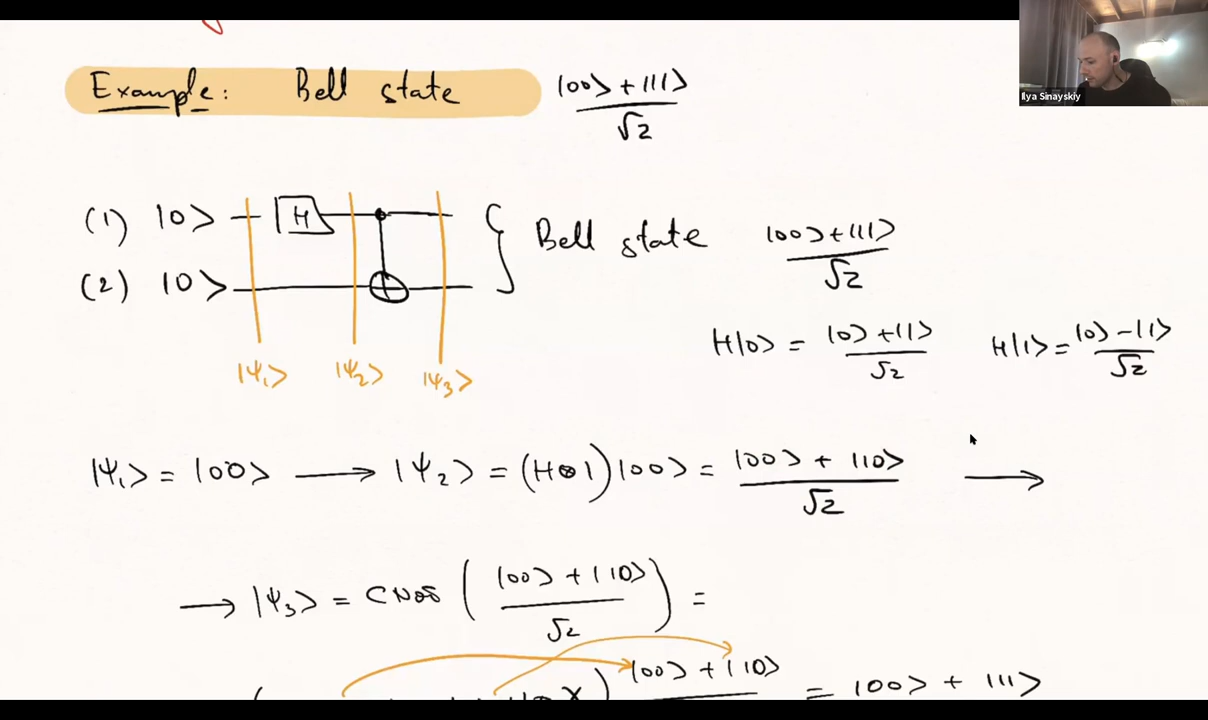 Ilya Sinayskiy
Example: Bell state (|00> + |11>)/√2
(1) |0> H
(2) |0>
Bell state (|00> + |11>)/√2
H|0> = (|0> + |1>)/√2 H|1> = (|0> - |1>)/√2
|ψ₁> |ψ₂> |ψ₃>
|ψ₁> = |00> ⟶ |ψ₂> = (H⊗1)|00> = (|00> + |10>)/√2 ⟶
⟶ |ψ₃> = CNOT ((|00> + |10>)/√2) =
|00> + |10> = |00> + |11>